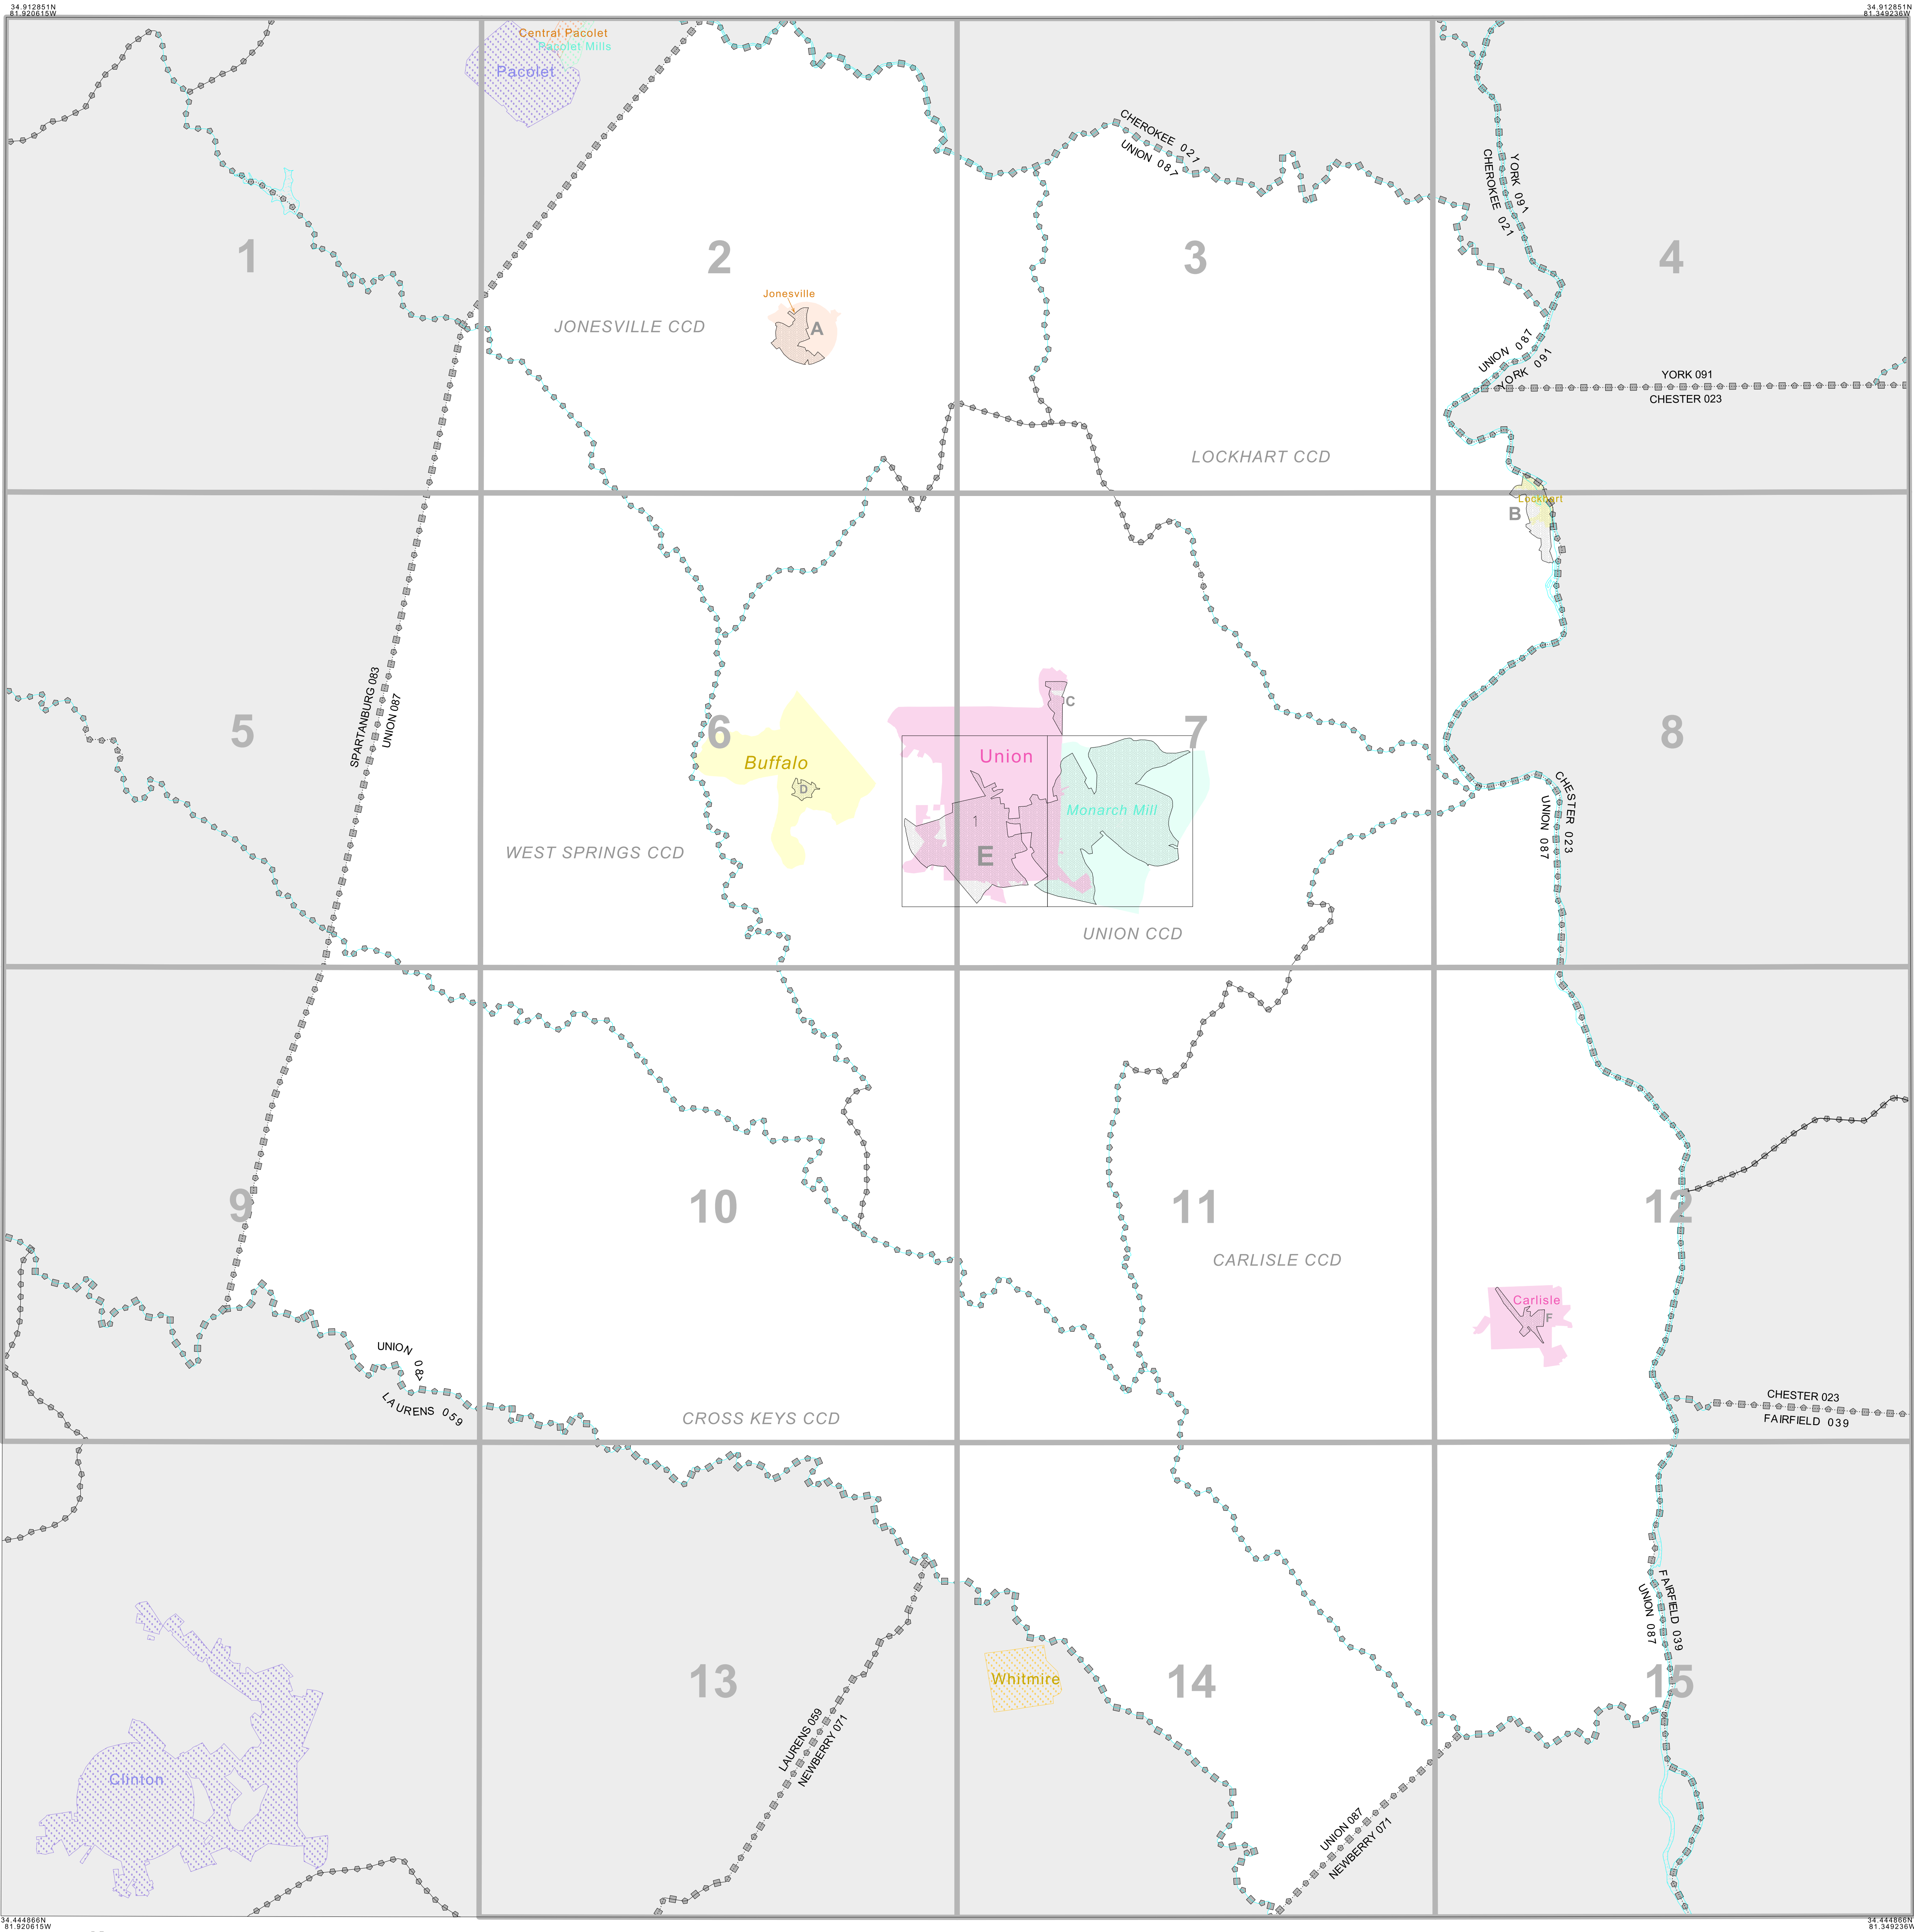 34.912851N
81.920615W
34.912851N
81.349236W
Central Pacolet
Pacolet Mills
Pacolet
CHEROKEE 021
UNION 087
YORK 091
CHEROKEE 021
1
2
3
4
Jonesville
A
JONESVILLE CCD
UNION 087
YORK 091
YORK 091
CHESTER 023
LOCKHART CCD
Lockhart
B
SPARTANBURG 083
UNION 087
5
6
7
8
C
Union
Buffalo
D
Monarch Mill
1
E
CHESTER 023
UNION 087
WEST SPRINGS CCD
UNION CCD
9
10
11
12
CARLISLE CCD
Carlisle
F
UNION 087
LAURENS 059
CHESTER 023
FAIRFIELD 039
CROSS KEYS CCD
FAIRFIELD 039
UNION 087
13
14
15
Whitmire
LAURENS 059
NEWBERRY 071
Clinton
UNION 087
NEWBERRY 071
34.444866N
81.920615W
34.444866N
81.349236W